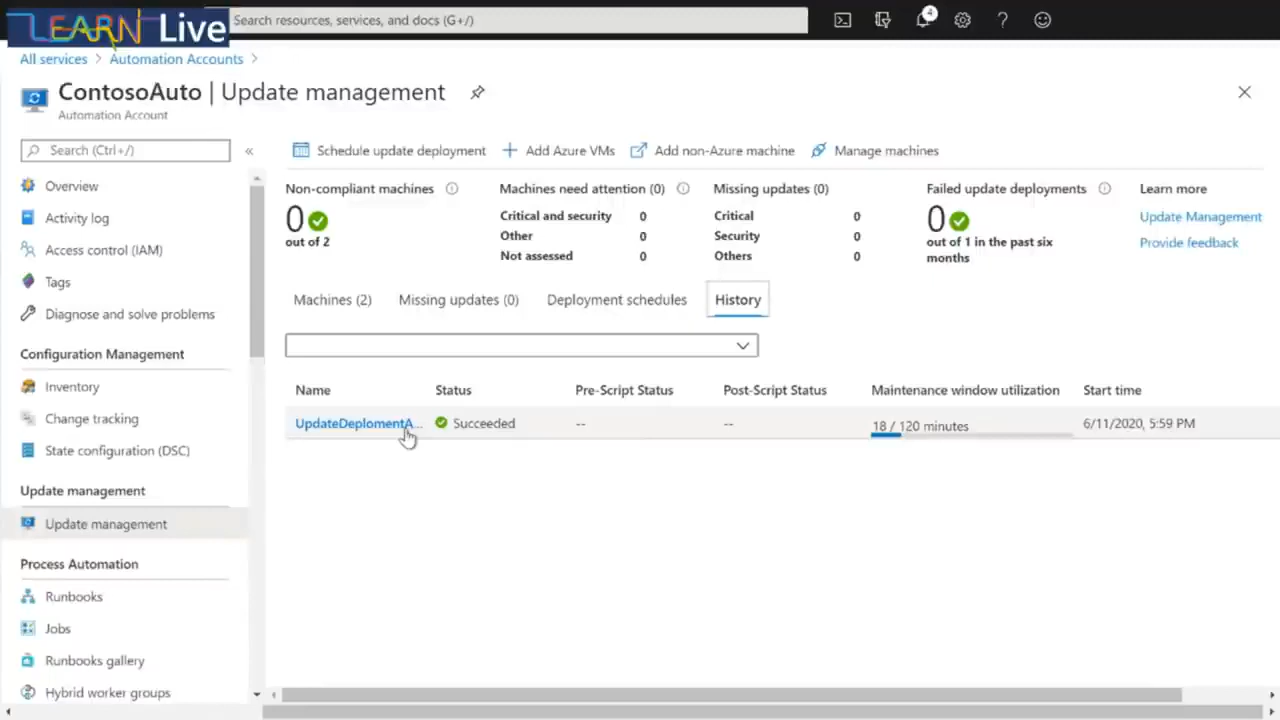 LEARN Live
Search resources, services, and docs (G+/)
4
All services > Automation Accounts >
ContosoAuto | Update management
Automation Account
Search (Ctrl+/)
«
Overview
Activity log
Access control (IAM)
Tags
Diagnose and solve problems
Configuration Management
Inventory
Change tracking
State configuration (DSC)
Update management
Update management
Process Automation
Runbooks
Jobs
Runbooks gallery
Hybrid worker groups
Schedule update deployment
Add Azure VMs
Add non-Azure machine
Manage machines
Non-compliant machines
0
out of 2
Machines need attention (0)
Critical and security 0
Other 0
Not assessed 0
Missing updates (0)
Critical 0
Security 0
Others 0
Failed update deployments
0
out of 1 in the past six
months
Learn more
Update Management
Provide feedback
Machines (2) Missing updates (0) Deployment schedules History
Name Status Pre-Script Status Post-Script Status Maintenance window utilization Start time
UpdateDeplomentA... Succeeded -- -- 18 / 120 minutes 6/11/2020, 5:59 PM